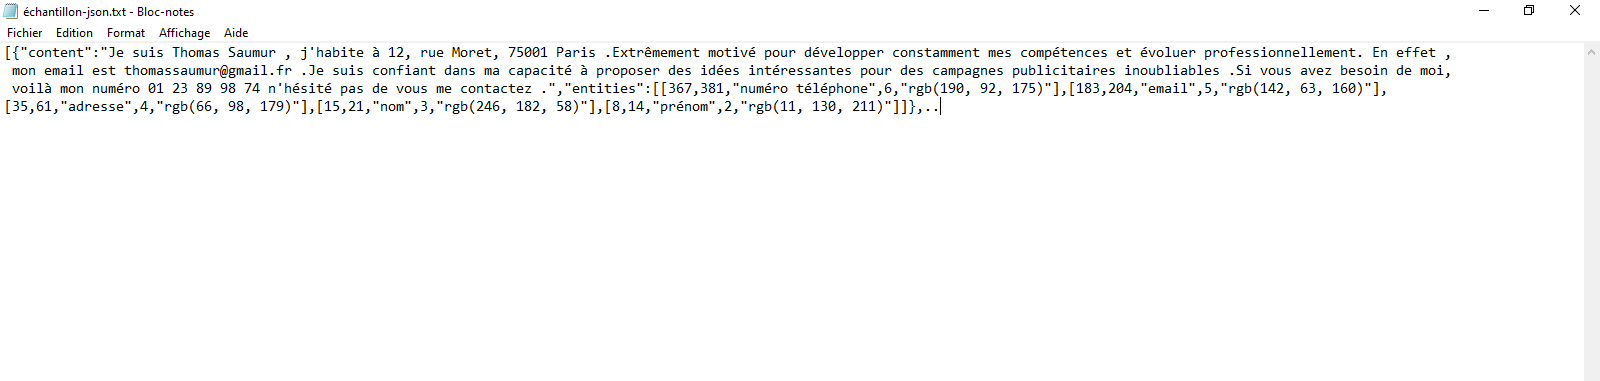 échantillon-json.txt - Bloc-notes
Fichier Edition Format Affichage Aide
[{"content":"Je suis Thomas Saumur , j'habite à 12, rue Moret, 75001 Paris .Extrêmement motivé pour développer constamment mes compétences et évoluer professionnellement. En effet ,
mon email est thomassaumur@gmail.fr .Je suis confiant dans ma capacité à proposer des idées intéressantes pour des campagnes publicitaires inoubliables .Si vous avez besoin de moi,
voilà mon numéro 01 23 89 98 74 n'hésité pas de vous me contactez .","entities":[[367,381,"numéro téléphone",6,"rgb(190, 92, 175)"],[183,204,"email",5,"rgb(142, 63, 160)"],
[35,61,"adresse",4,"rgb(66, 98, 179)"],[15,21,"nom",3,"rgb(246, 182, 58)"],[8,14,"prénom",2,"rgb(11, 130, 211)"]]},..